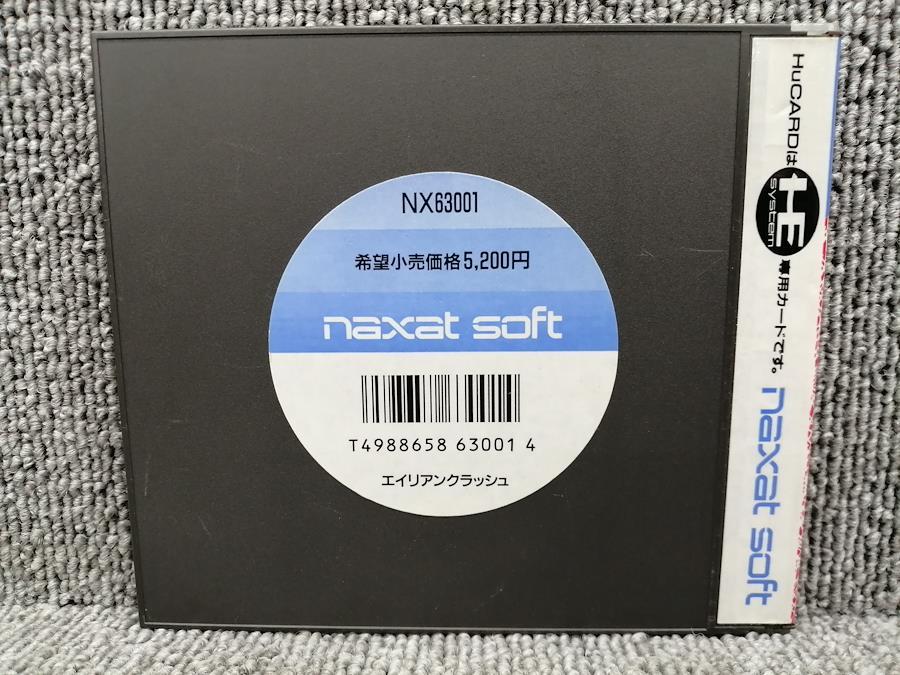 NX63001
希望小売価格5,200円
naxat soft
T4988658 63001 4
エイリアンクラッシュ
HuCARDは HE system 専用カードです。 naxat soft